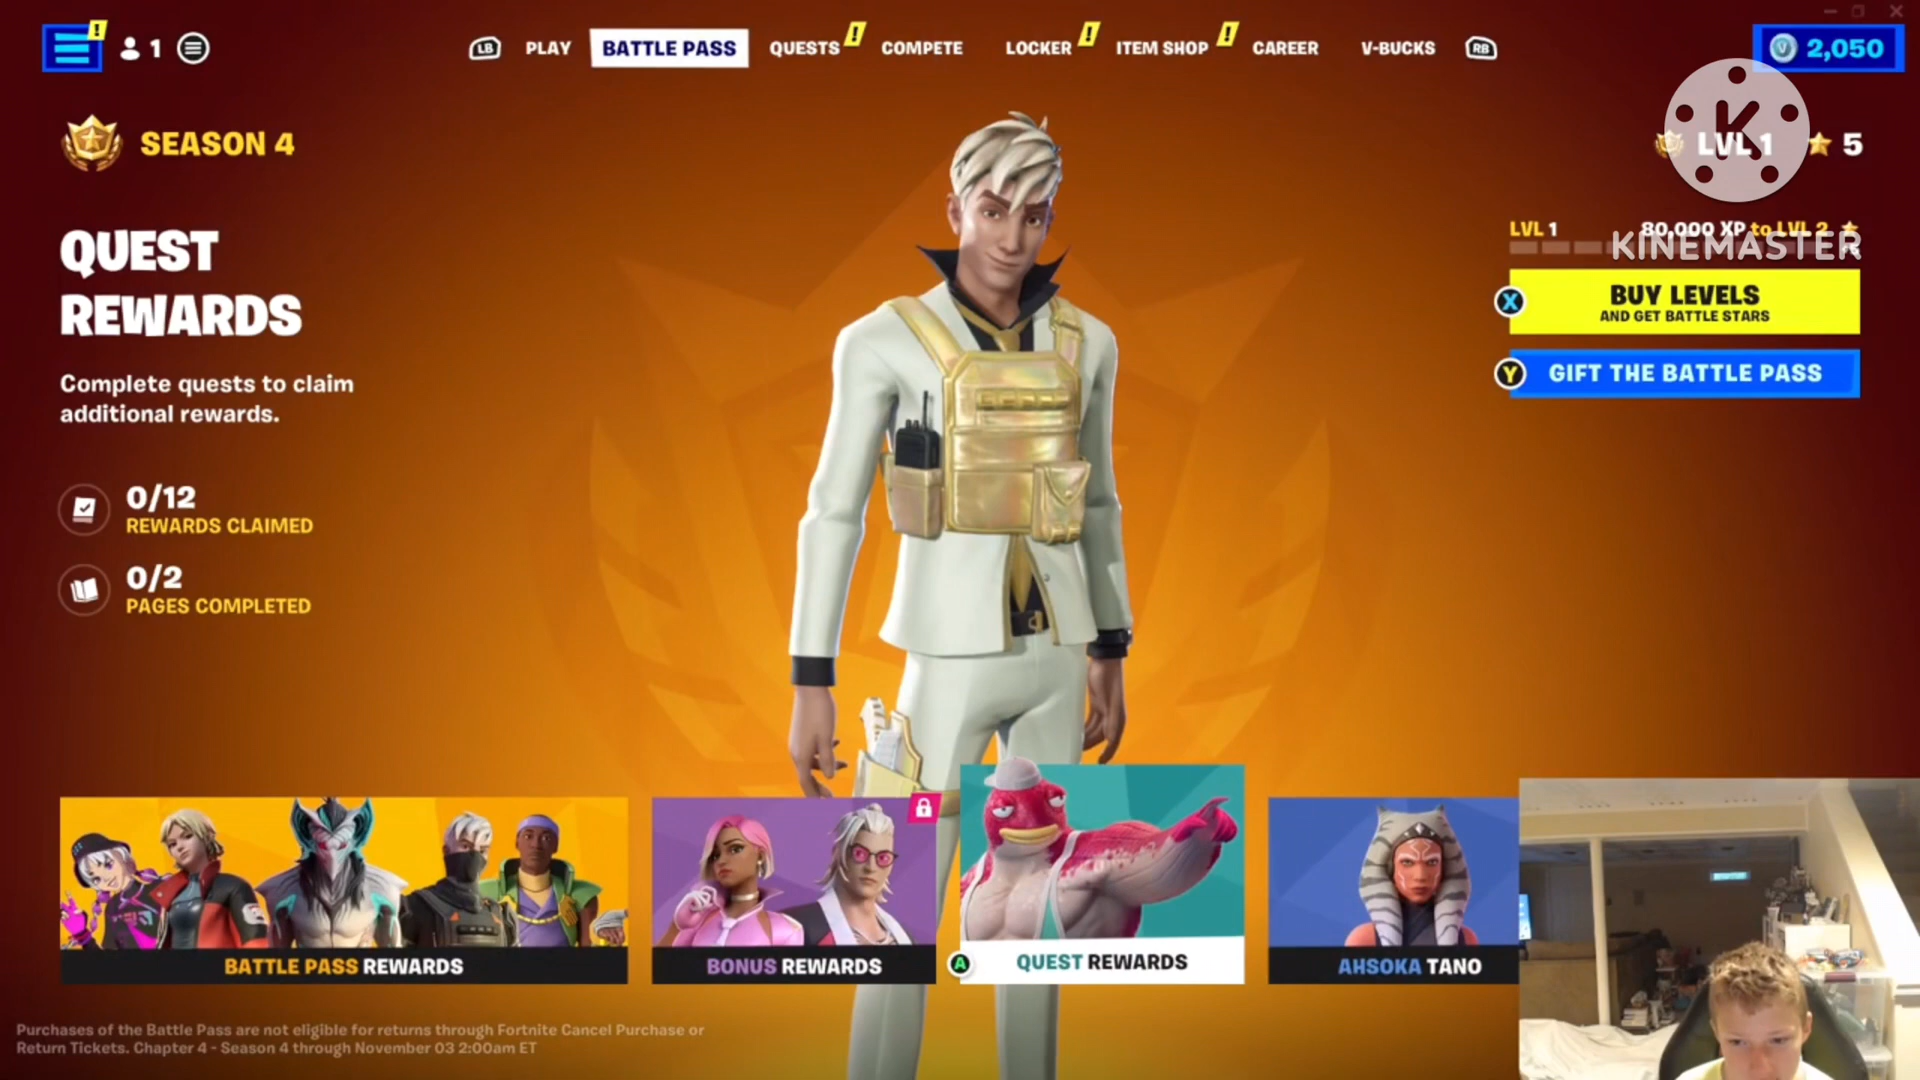 !
1
LB PLAY BATTLE PASS QUESTS ! COMPETE LOCKER ! ITEM SHOP ! CAREER V-BUCKS RB
V 2,050
SEASON 4
LVL 1 5
K
QUEST
REWARDS
LVL 1 80,000 XP to LVL 2
KINEMASTER
X BUY LEVELS
AND GET BATTLE STARS
Y GIFT THE BATTLE PASS
Complete quests to claim
additional rewards.
0/12
REWARDS CLAIMED
0/2
PAGES COMPLETED
BATTLE PASS REWARDS
BONUS REWARDS
A QUEST REWARDS
AHSOKA TANO
Purchases of the Battle Pass are not eligible for returns through Fortnite Cancel Purchase or
Return Tickets. Chapter 4 - Season 4 through November 03 2:00am ET